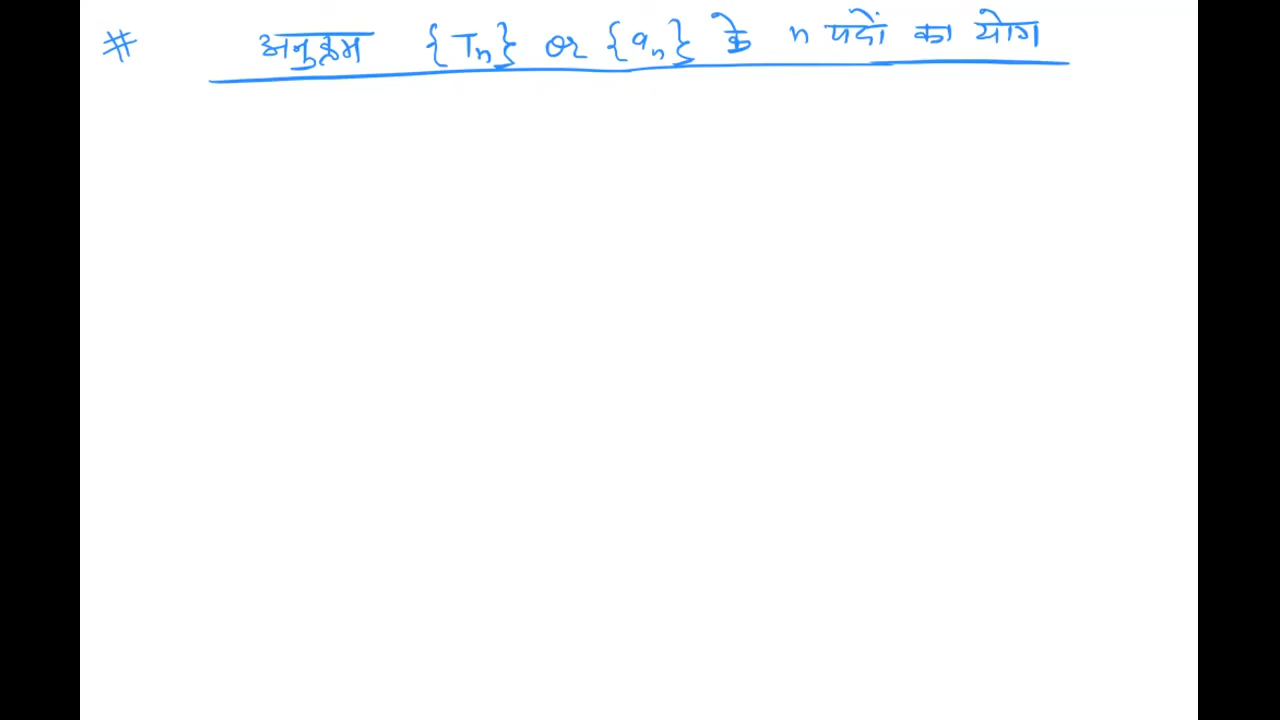 # अनुक्रम {Tn} or {an} के n पदों का योग